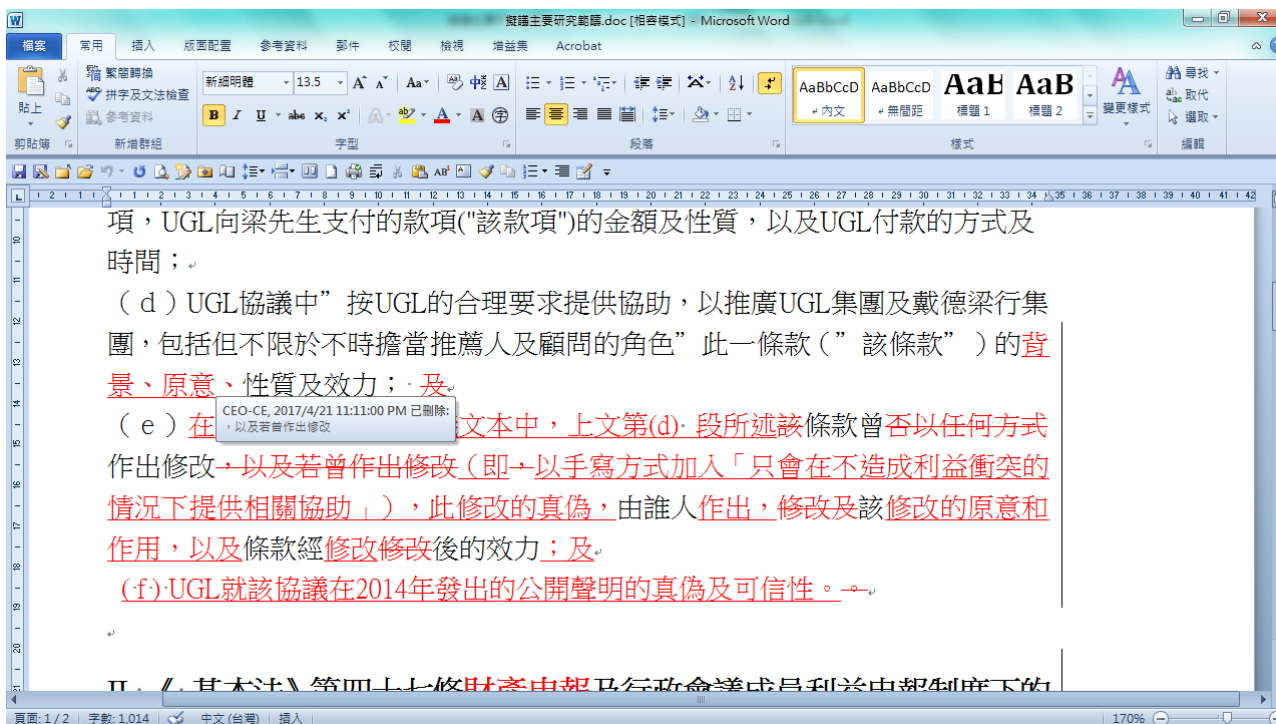 擬議主要研究範疇.doc [相容模式] - Microsoft Word
檔案 常用 插入 版面配置 參考資料 郵件 校閱 檢視 增益集 Acrobat
貼上
繁簡轉換
拼字及文法檢查
參考資料
新細明體 13.5
AaBbCcD AaBbCcD AaB AaB
內文 無間距 標題 1 標題 2
變更樣式
尋找
取代
選取
剪貼簿 新增群組 字型 段落 樣式 編輯
項，UGL向梁先生支付的款項("該款項")的金額及性質，以及UGL付款的方式及
時間；
（d）UGL協議中”按UGL的合理要求提供協助，以推廣UGL集團及戴德梁行集
團，包括但不限於不時擔當推薦人及顧問的角色”此一條款（”該條款”）的背
景、原意、性質及效力； 及
CEO-CE, 2017/4/21 11:11:00 PM 已刪除:
，以及若曾作出修改
（e）在文本中，上文第(d) 段所述該條款曾否以任何方式
作出修改，以及若曾作出修改（即，以手寫方式加入「只會在不造成利益衝突的
情況下提供相關協助」），此修改的真偽，由誰人作出，修改及該修改的原意和
作用，以及條款經修改修改後的效力；及
(f) UGL就該協議在2014年發出的公開聲明的真偽及可信性。。
II. 《 基本法》第四十七條財產申報及行政會議成員利益申報制度下的
頁面: 1 / 2 字數: 1,014 中文(台灣) 插入 170%